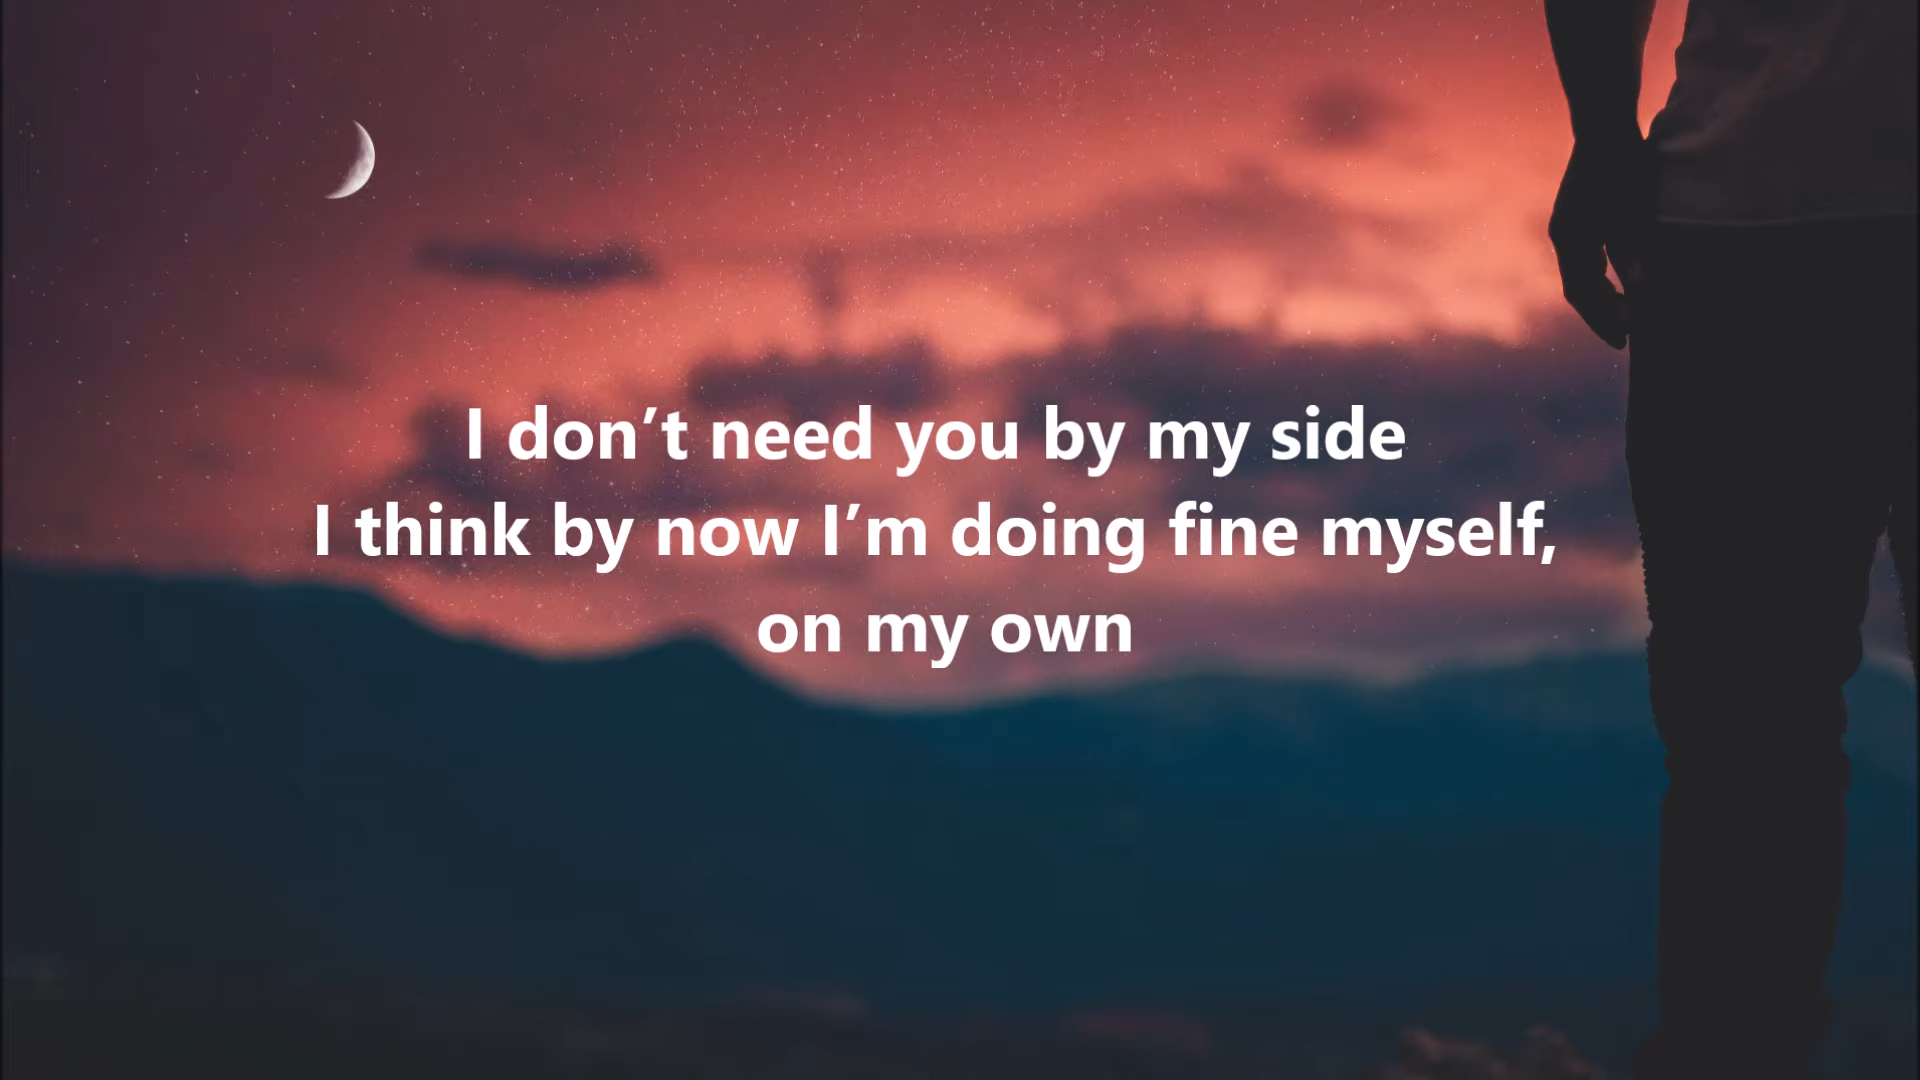 I don’t need you by my side
I think by now I’m doing fine myself,
on my own